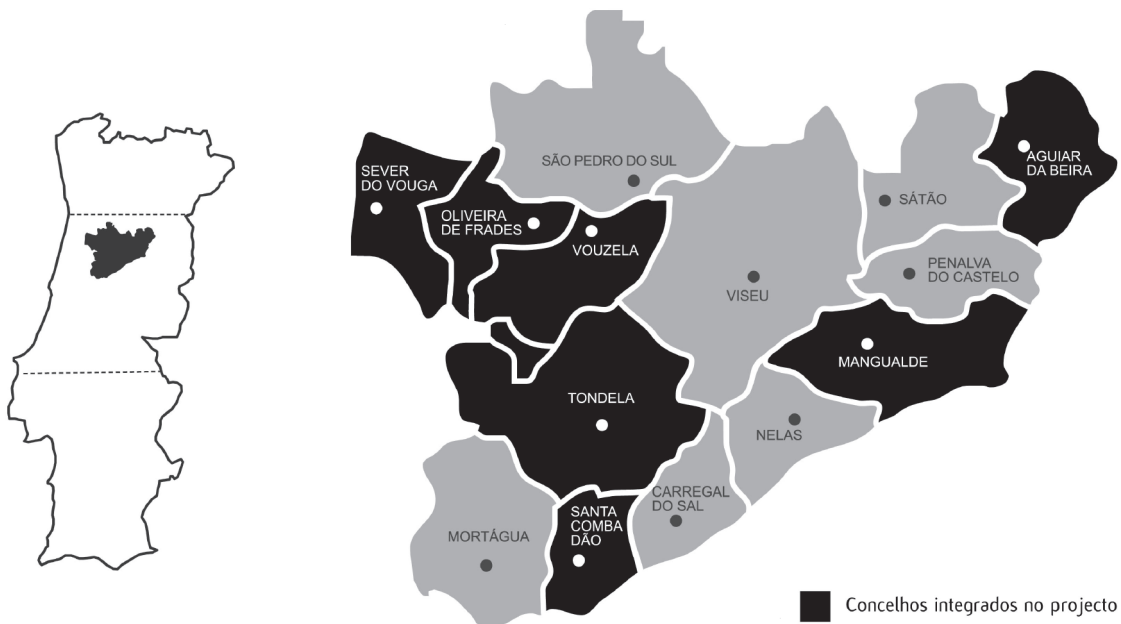 SÃO PEDRO DO SUL
SEVER
DO VOUGA
OLIVEIRA
DE FRADES
VOUZELA
AGUIAR
DA BEIRA
SÁTÃO
PENALVA
DO CASTELO
VISEU
MANGUALDE
TONDELA
NELAS
CARREGAL
DO SAL
SANTA
COMBA
DÃO
MORTÁGUA
Concelhos integrados no projecto